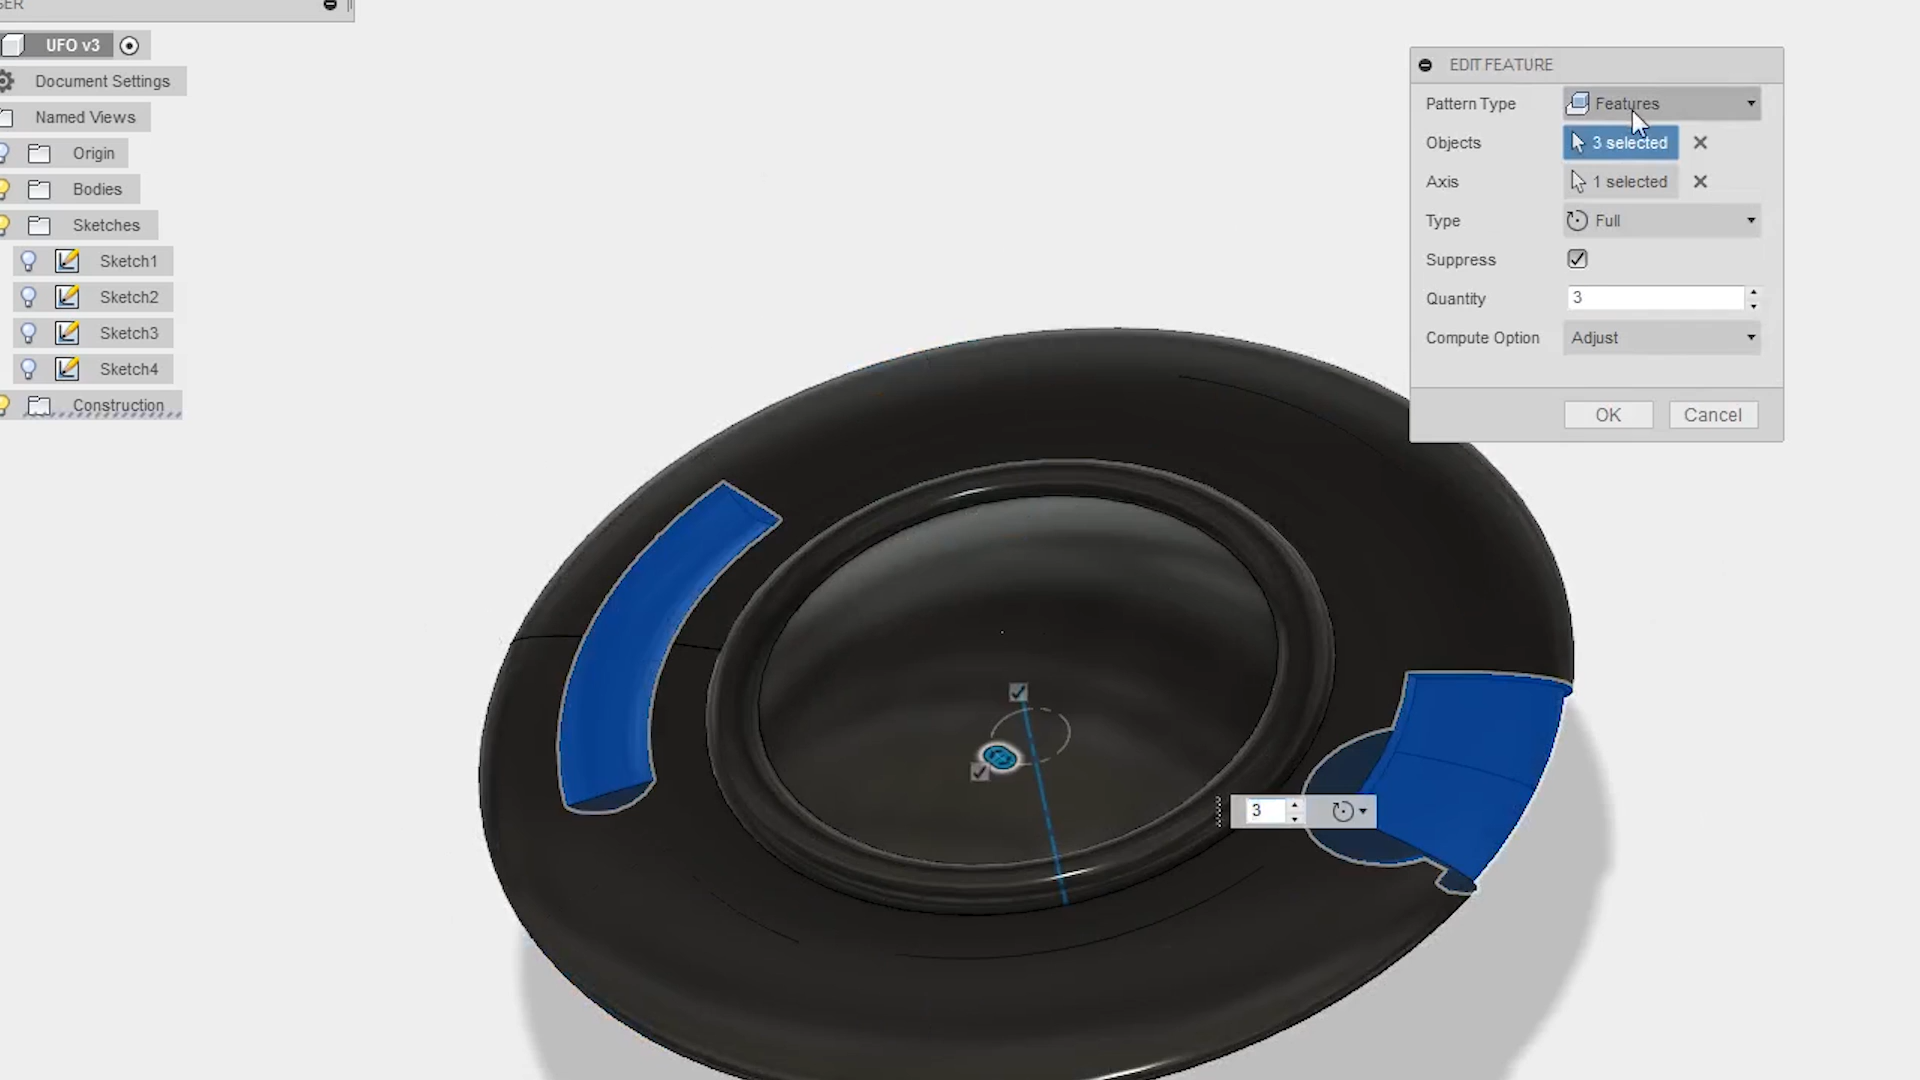 SER
UFO v3
Document Settings
Named Views
Origin
Bodies
Sketches
Sketch1
Sketch2
Sketch3
Sketch4
Construction
EDIT FEATURE
Pattern Type Features
Objects 3 selected
Axis 1 selected
Type Full
Suppress
Quantity 3
Compute Option Adjust
OK Cancel
3